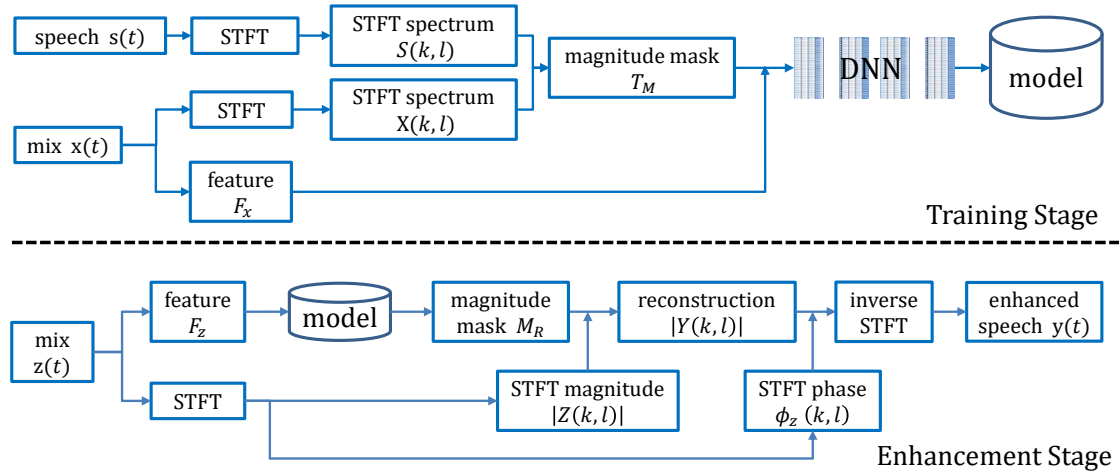 speech s(t)
STFT
STFT spectrum
S(k, l)
mix x(t)
STFT
STFT spectrum
X(k, l)
magnitude mask
T_M
feature
F_x
DNN
model
Training Stage
mix
z(t)
feature
F_z
model
magnitude
mask M_R
reconstruction
|Y(k, l)|
inverse
STFT
enhanced
speech y(t)
STFT
STFT magnitude
|Z(k, l)|
STFT phase
ϕ_z (k, l)
Enhancement Stage